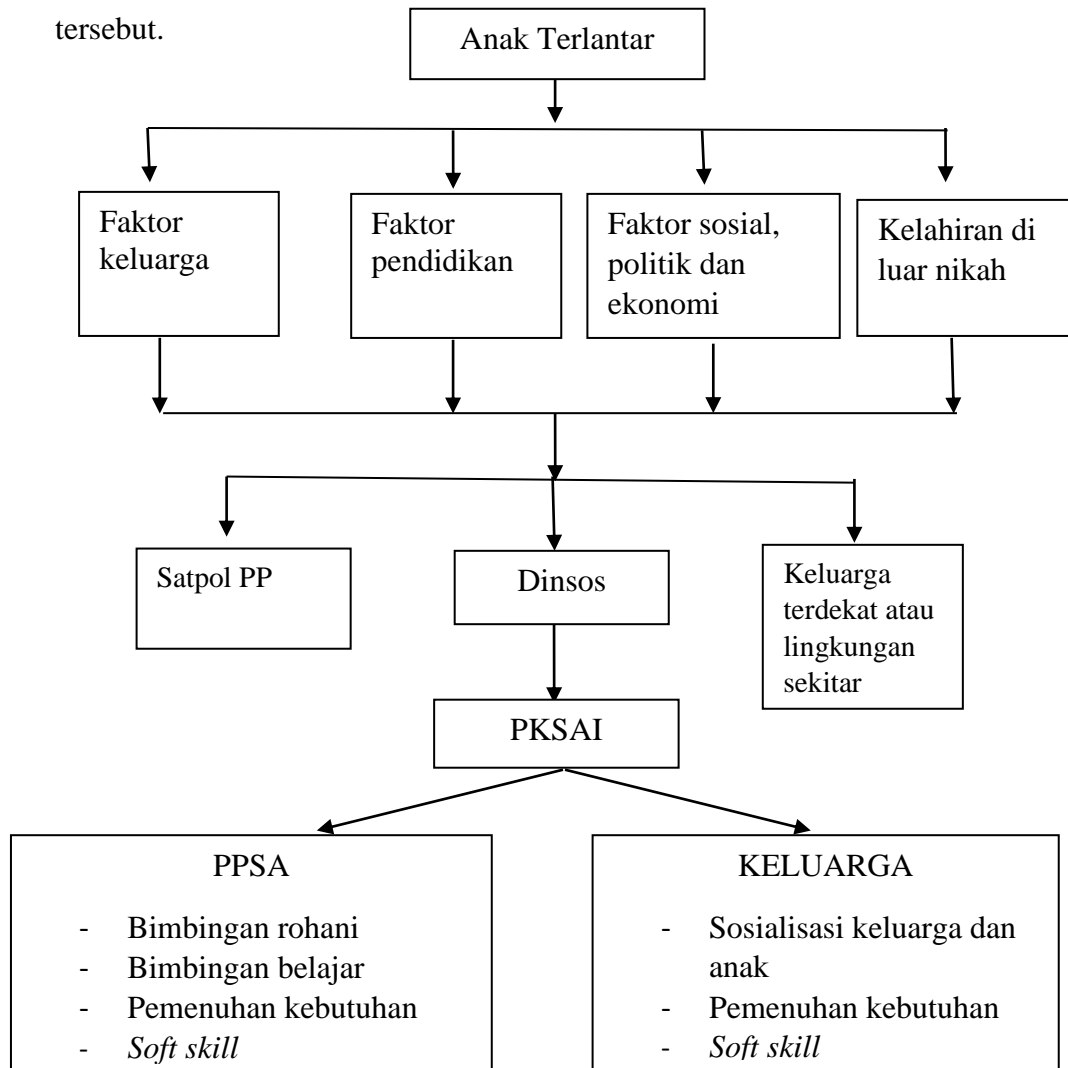 tersebut.
Anak Terlantar
Faktor
keluarga
Faktor
pendidikan
Faktor sosial,
politik dan
ekonomi
Kelahiran di
luar nikah
Satpol PP
Dinsos
Keluarga
terdekat atau
lingkungan
sekitar
PKSAI
PPSA
- Bimbingan rohani
- Bimbingan belajar
- Pemenuhan kebutuhan
- Soft skill
KELUARGA
- Sosialisasi keluarga dan
anak
- Pemenuhan kebutuhan
- Soft skill